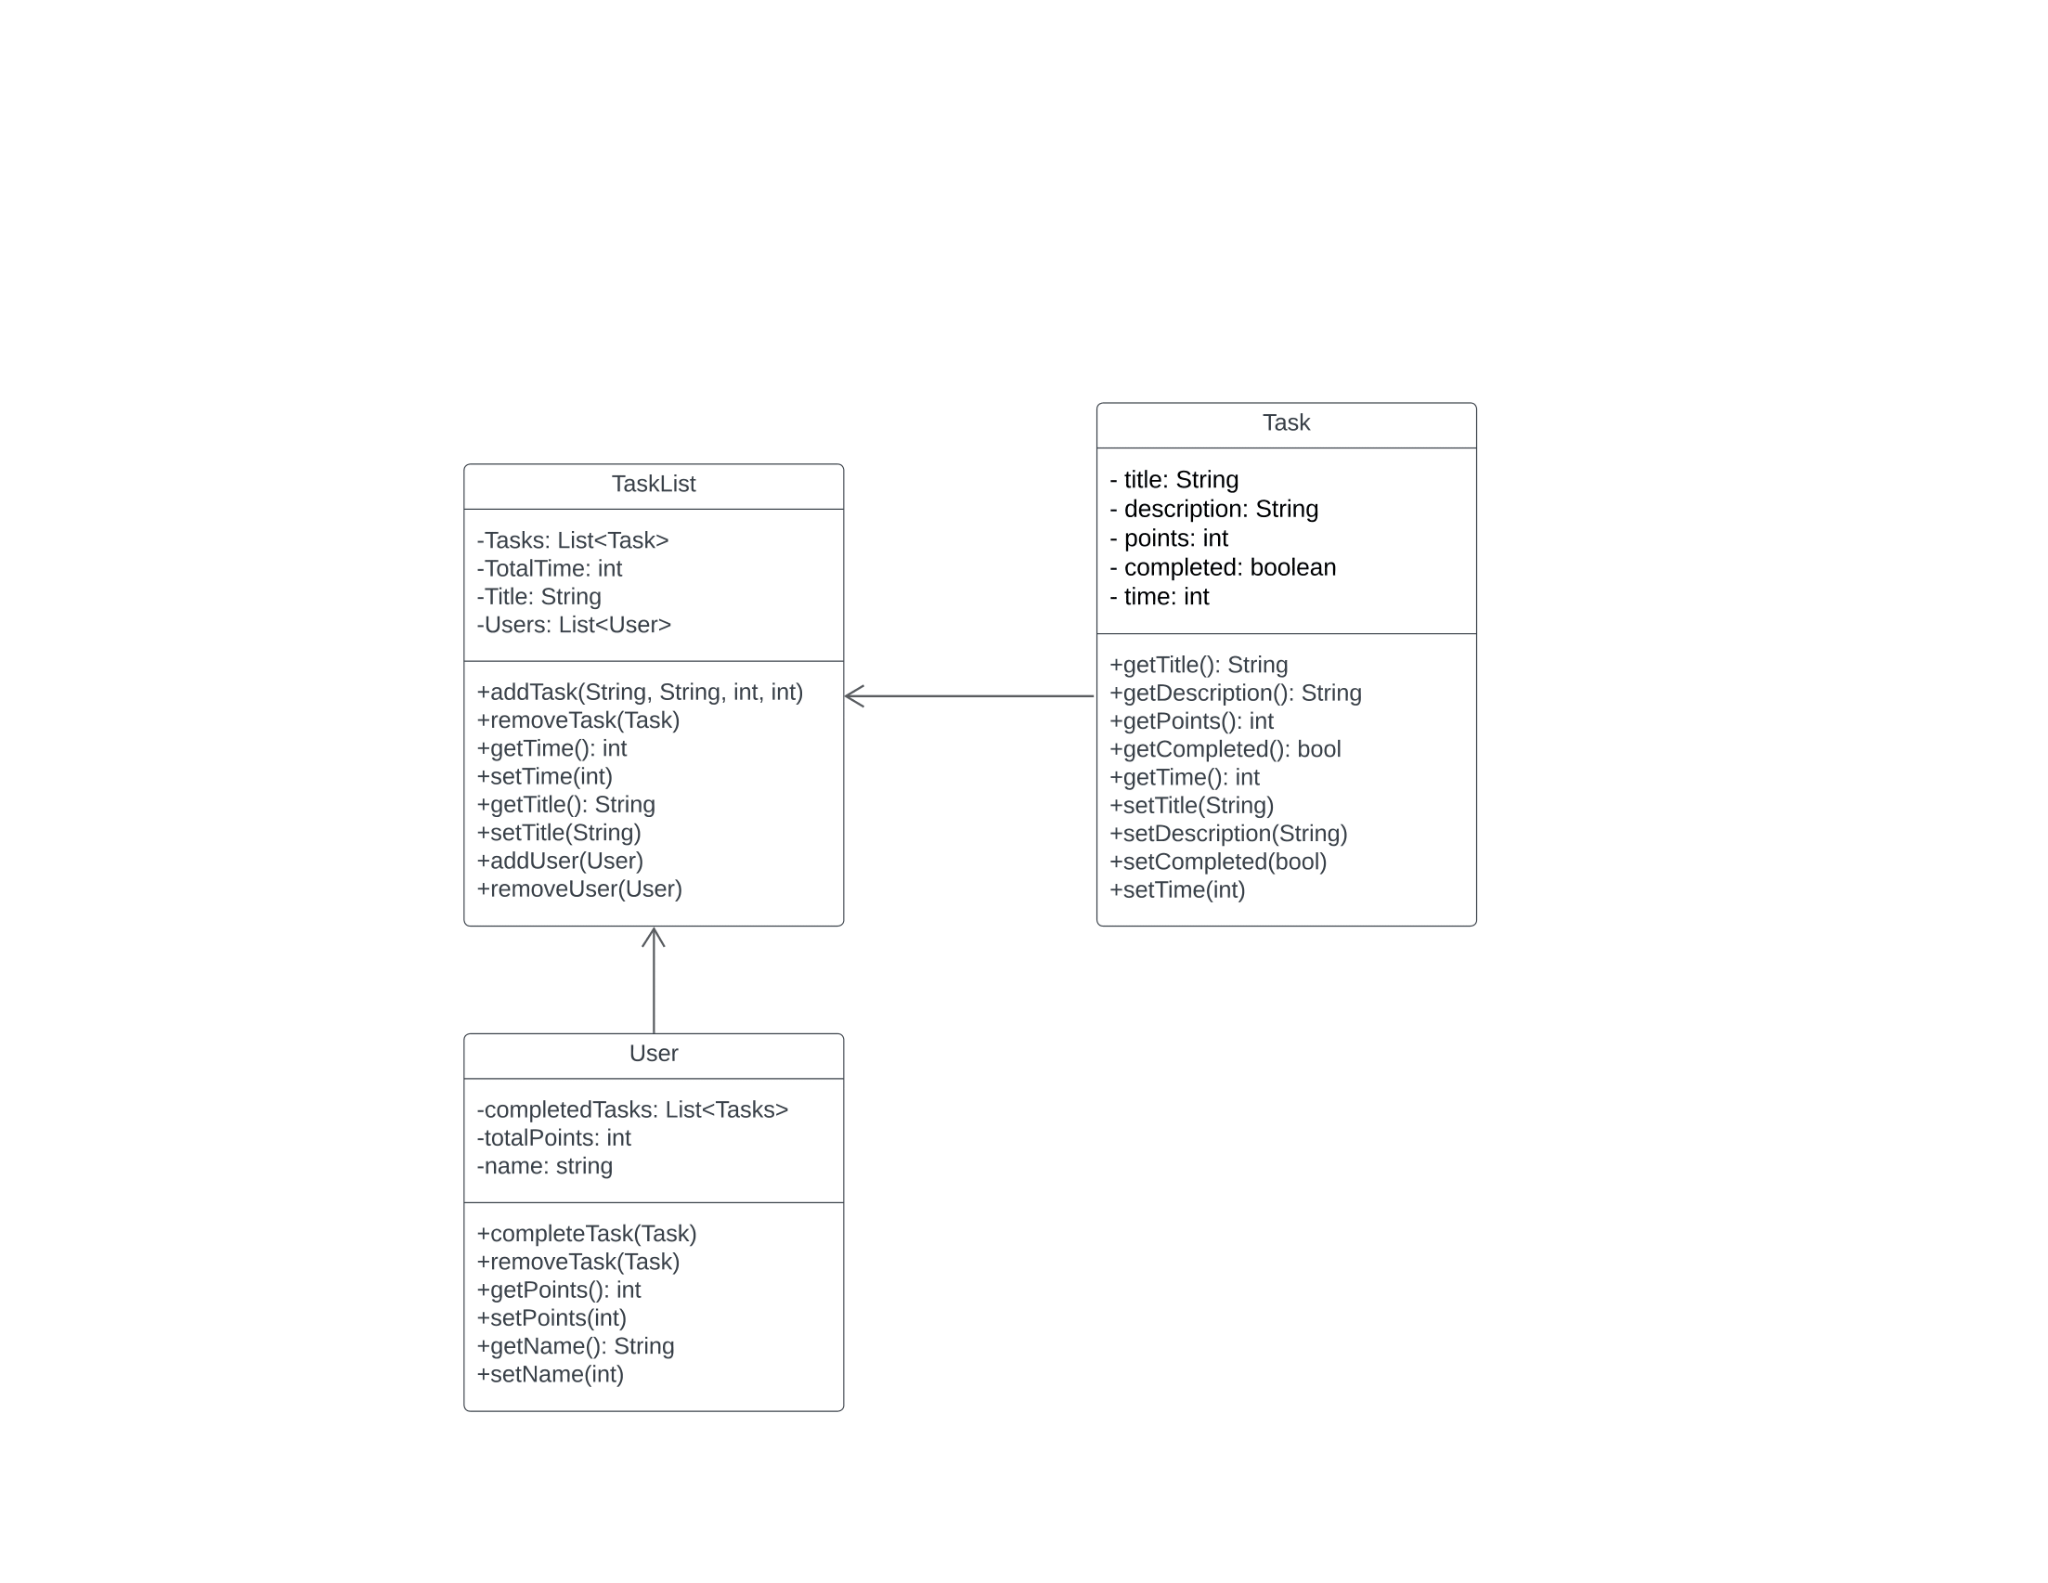 TaskList
-Tasks: List<Task>
-TotalTime: int
-Title: String
-Users: List<User>
+addTask(String, String, int, int)
+removeTask(Task)
+getTime(): int
+setTime(int)
+getTitle(): String
+setTitle(String)
+addUser(User)
+removeUser(User)
Task
- title: String
- description: String
- points: int
- completed: boolean
- time: int
+getTitle(): String
+getDescription(): String
+getPoints(): int
+getCompleted(): bool
+getTime(): int
+setTitle(String)
+setDescription(String)
+setCompleted(bool)
+setTime(int)
User
-completedTasks: List<Tasks>
-totalPoints: int
-name: string
+completeTask(Task)
+removeTask(Task)
+getPoints(): int
+setPoints(int)
+getName(): String
+setName(int)